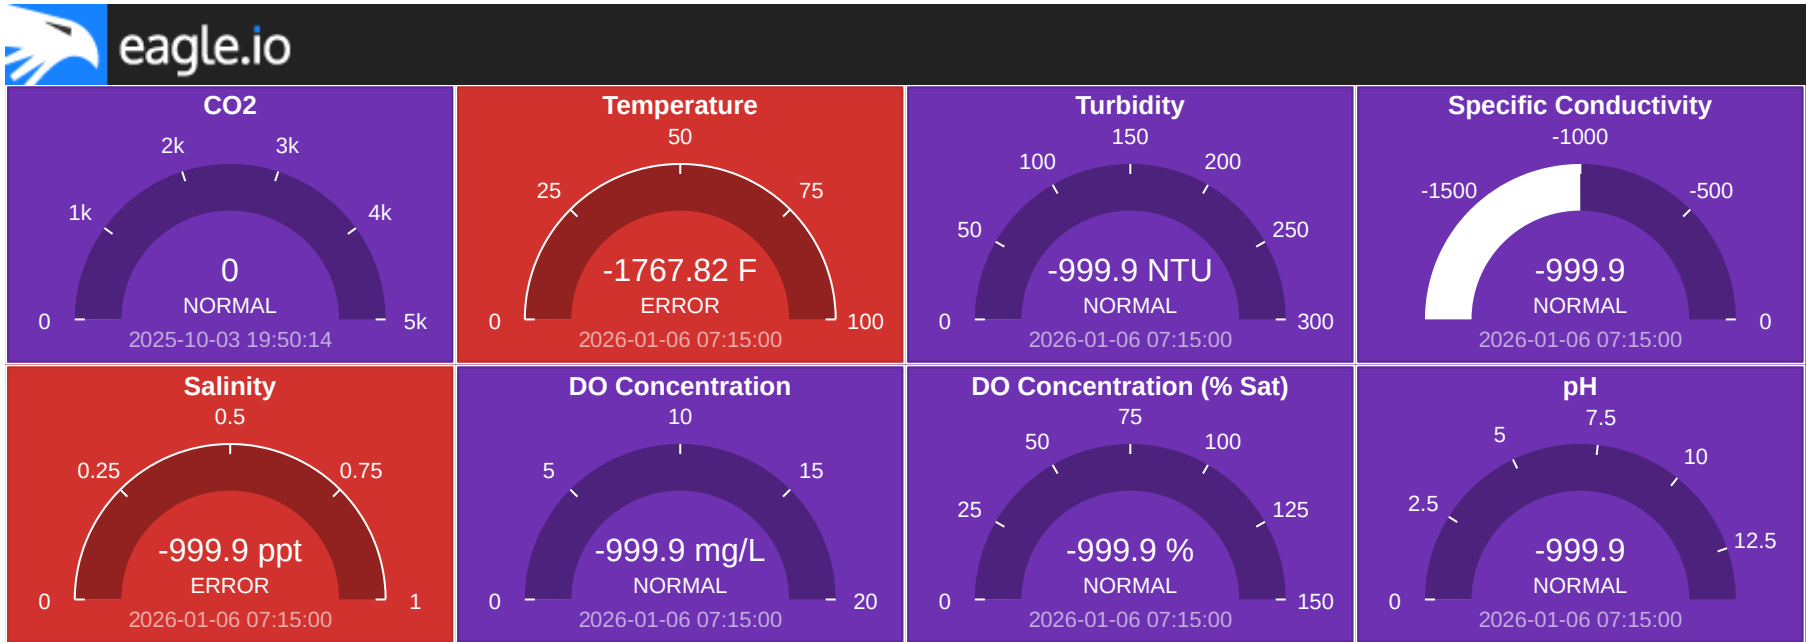 eagle.io
CO2
2k
3k
1k
4k
0
NORMAL
0
5k
2025-10-03 19:50:14
Temperature
50
25
75
-1767.82 F
ERROR
0
100
2026-01-06 07:15:00
Turbidity
150
100
200
50
250
-999.9 NTU
NORMAL
0
300
2026-01-06 07:15:00
Specific Conductivity
-1000
-1500
-500
-999.9
NORMAL
0
2026-01-06 07:15:00
Salinity
0.5
0.25
0.75
-999.9 ppt
ERROR
0
1
2026-01-06 07:15:00
DO Concentration
10
5
15
-999.9 mg/L
NORMAL
0
20
2026-01-06 07:15:00
DO Concentration (% Sat)
75
50
100
25
125
-999.9 %
NORMAL
0
150
2026-01-06 07:15:00
pH
7.5
5
10
2.5
12.5
-999.9
NORMAL
0
2026-01-06 07:15:00